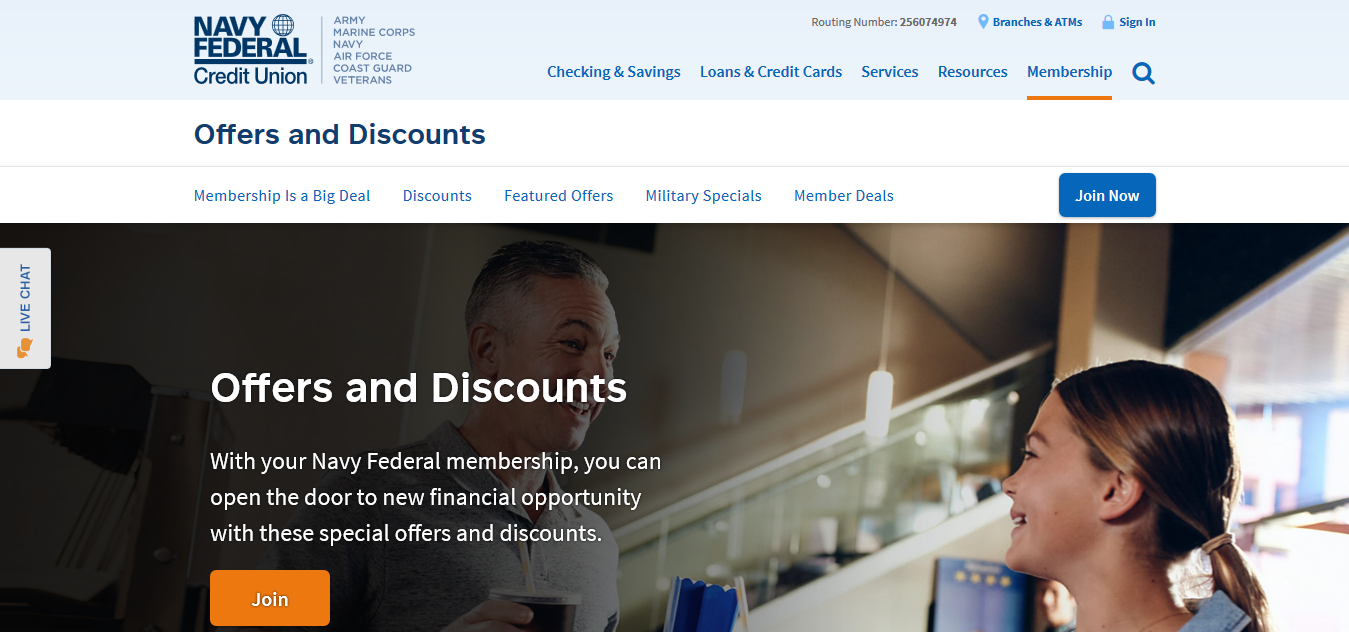 NAVY
FEDERAL®
Credit Union
ARMY
MARINE CORPS
NAVY
AIR FORCE
COAST GUARD
VETERANS
Routing Number: 256074974
Branches & ATMs
Sign In
Checking & Savings
Loans & Credit Cards
Services
Resources
Membership
Offers and Discounts
Membership Is a Big Deal
Discounts
Featured Offers
Military Specials
Member Deals
Join Now
LIVE CHAT
Offers and Discounts
With your Navy Federal membership, you can
open the door to new financial opportunity
with these special offers and discounts.
Join